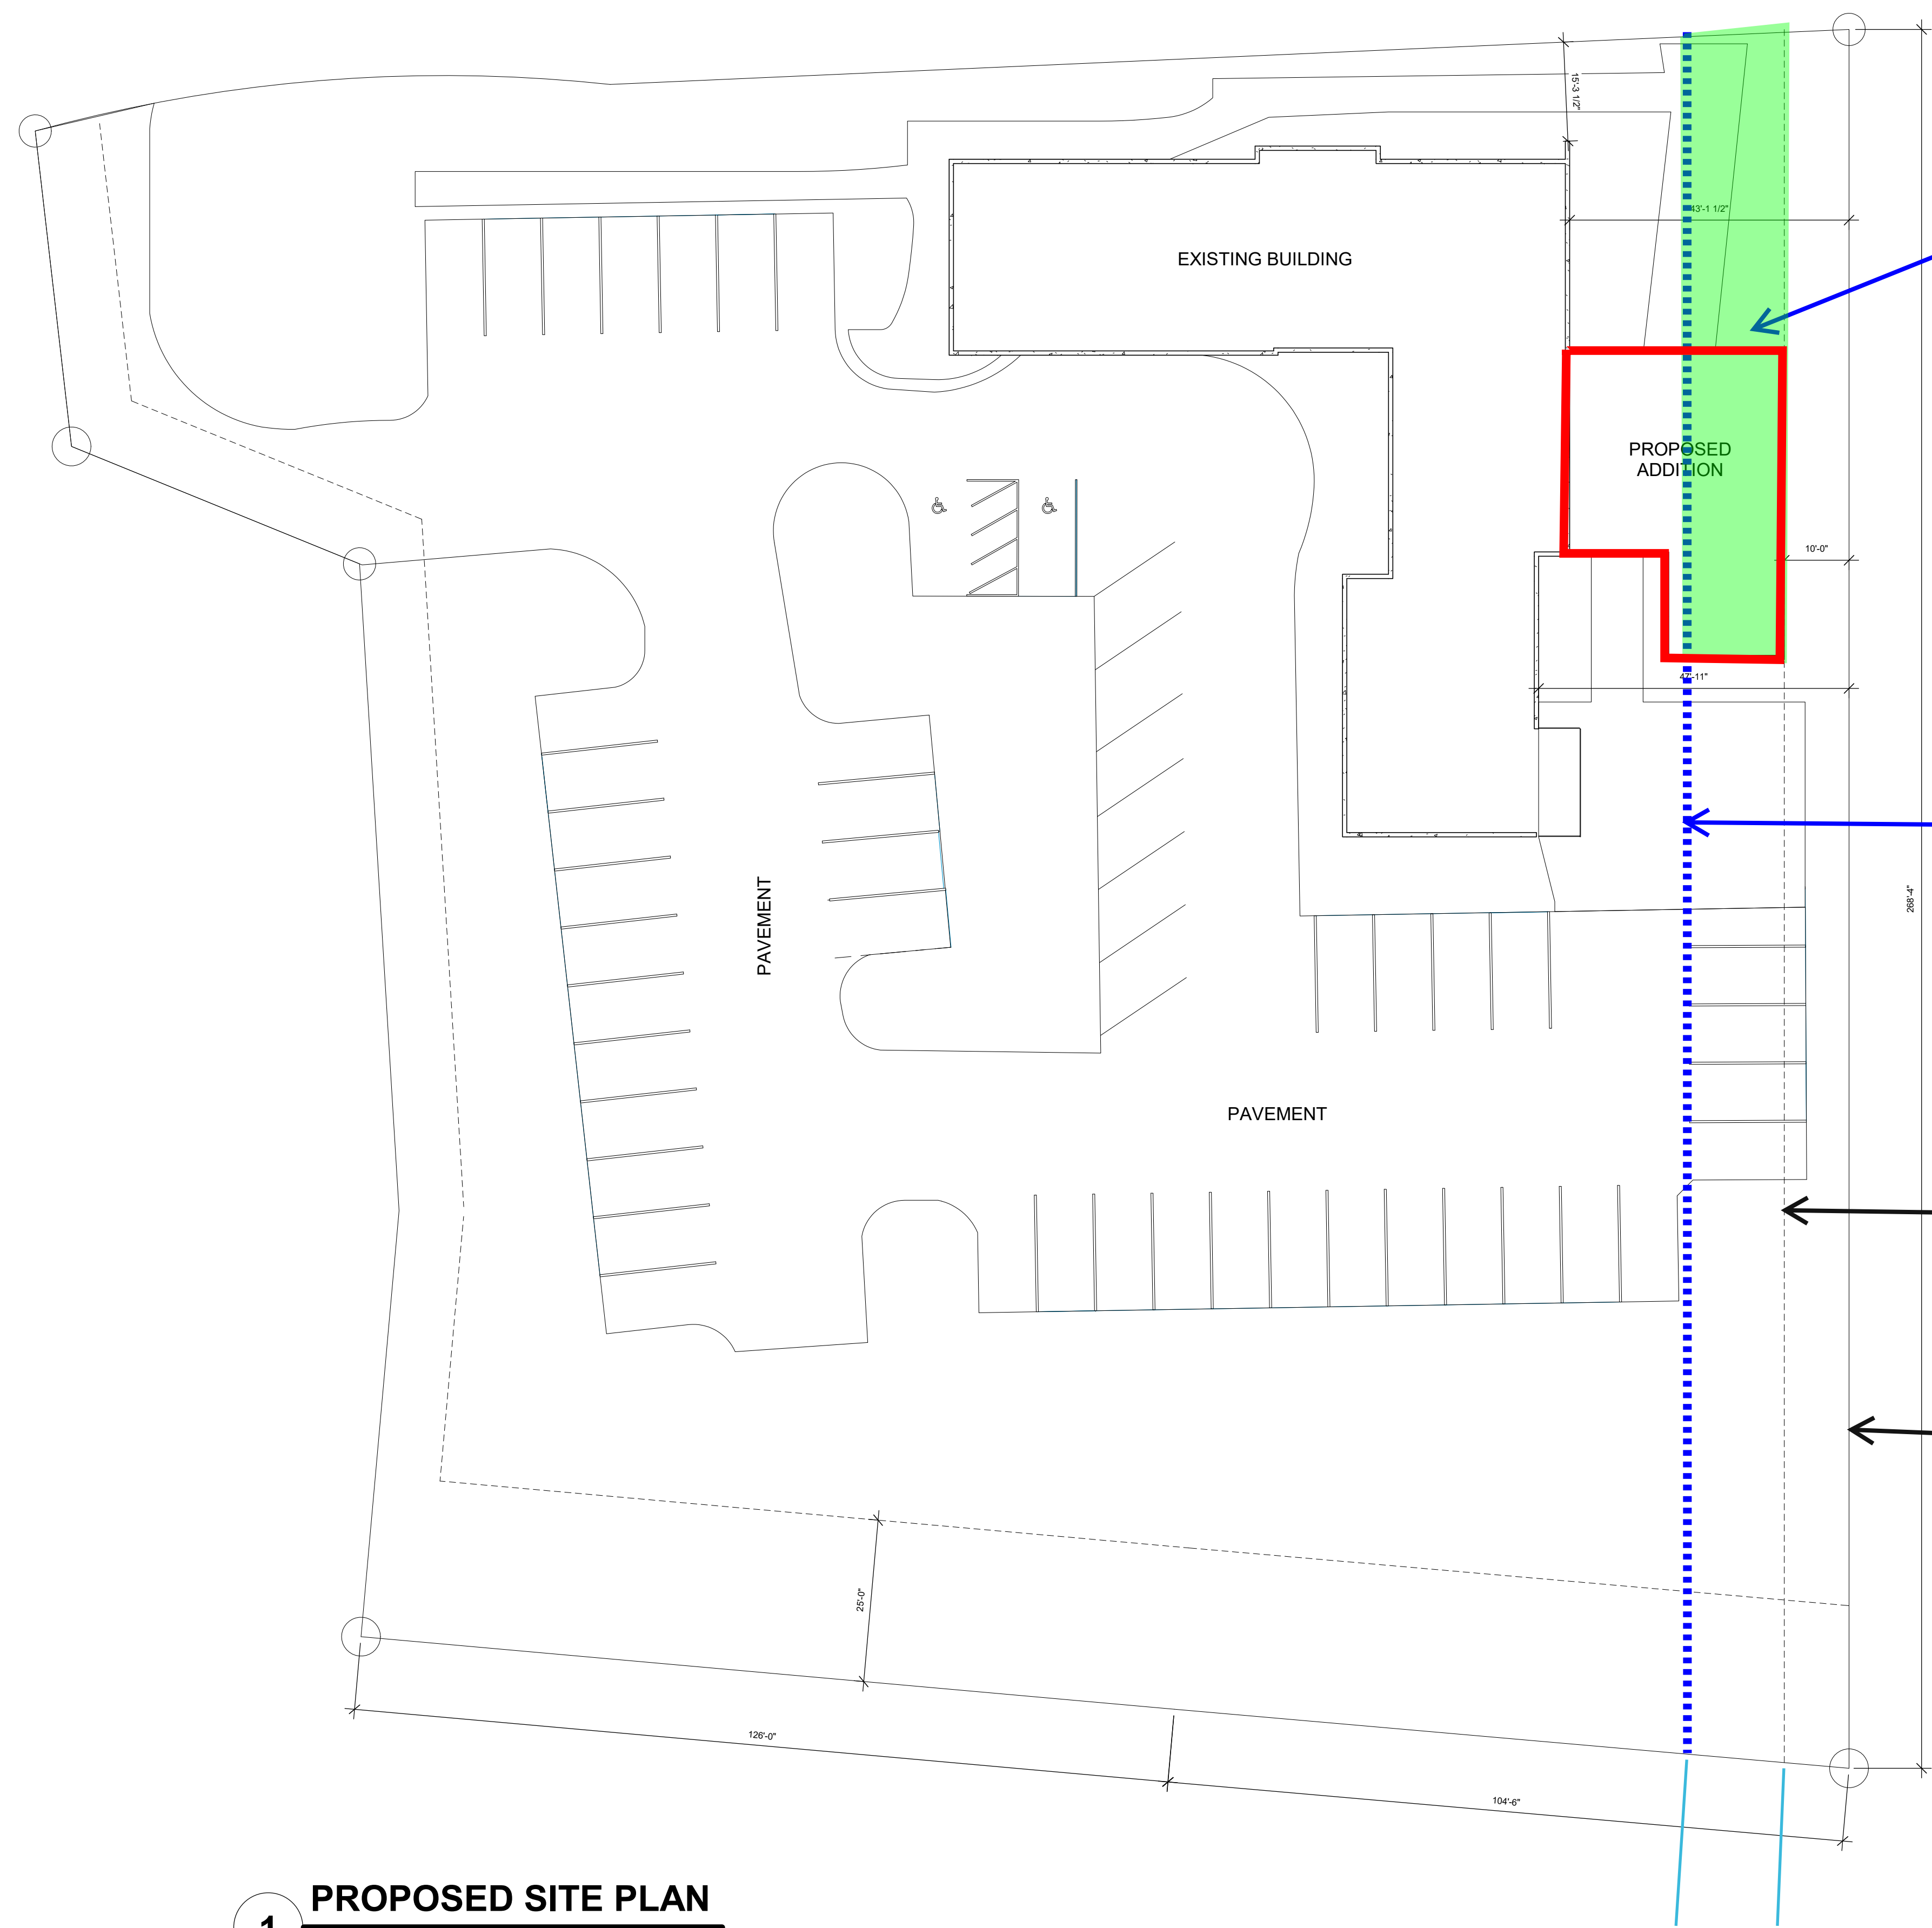 15'-3 1/2"
43'-1 1/2"
EXISTING BUILDING
PROPOSED
ADDITION
10'-0"
47'-11"
268'-4"
PAVEMENT
PAVEMENT
25'-0"
126'-0"
104'-6"
PROPOSED SITE PLAN
1